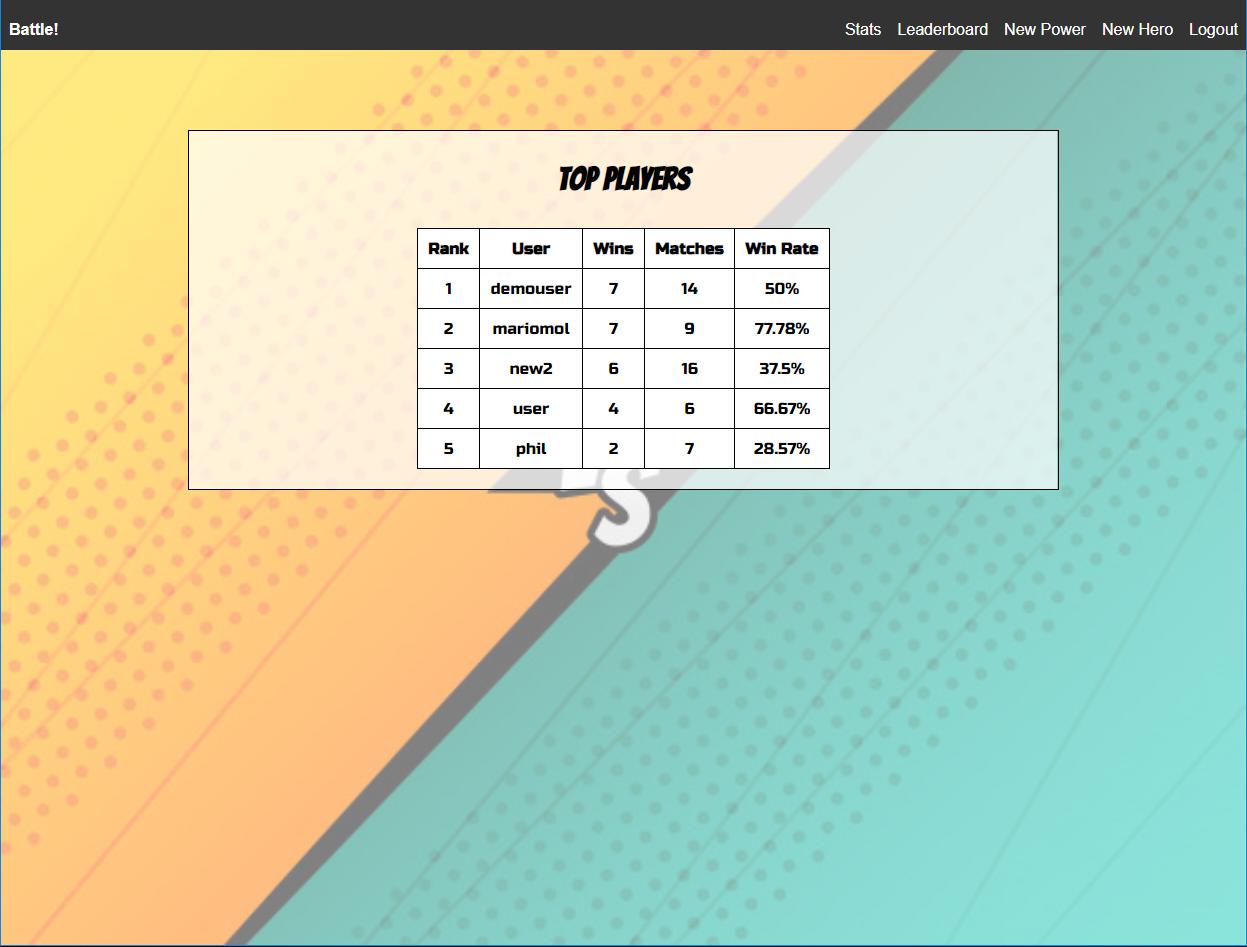 Battle! Stats Leaderboard New Power New Hero Logout
TOP PLAYERS
Rank User Wins Matches Win Rate
1 demouser 7 14 50%
2 mariomol 7 9 77.78%
3 new2 6 16 37.5%
4 user 4 6 66.67%
5 phil 2 7 28.57%
S